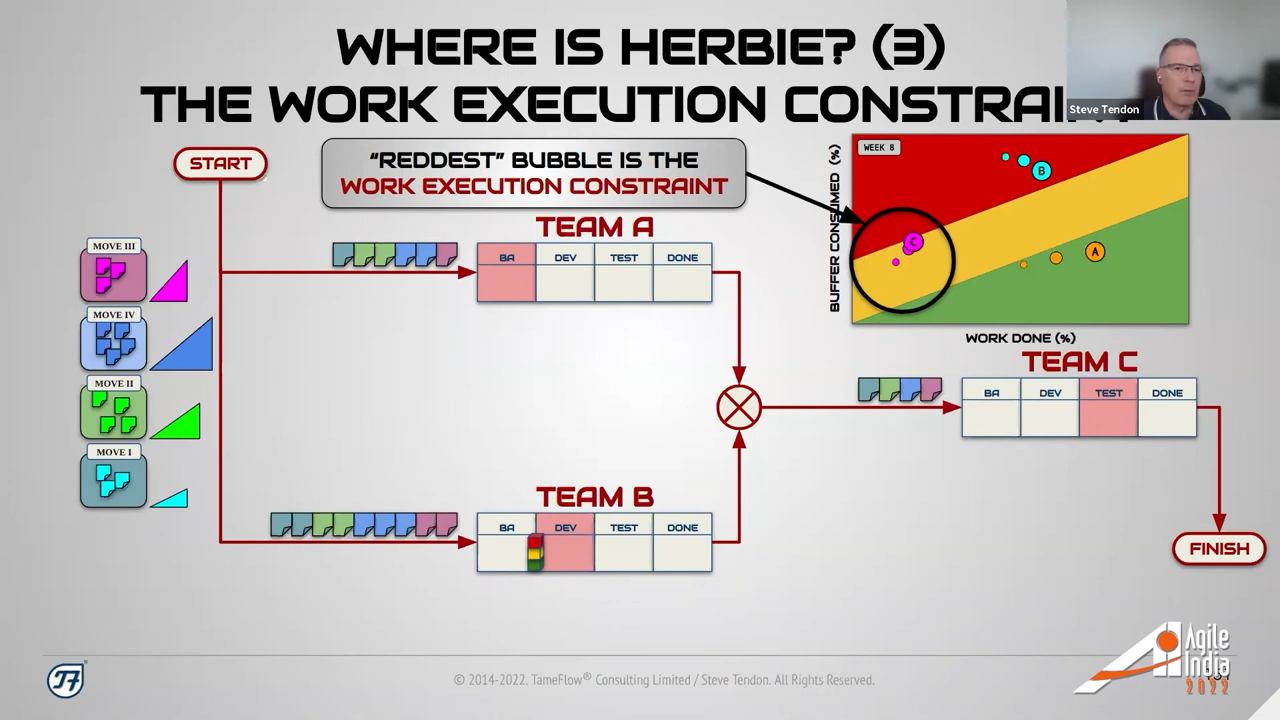 WHERE IS HERBIE? (3)
THE WORK EXECUTION
Steve Tendon
START
"REDDEST" BUBBLE IS THE
WORK EXECUTION CONSTRAINT
WEEK 8
BUFFER CONSUMED (%)
B
C
A
WORK DONE (%)
TEAM A
BA DEV TEST DONE
MOVE III
MOVE IV
MOVE II
MOVE I
TEAM C
BA DEV TEST DONE
TEAM B
BA DEV TEST DONE
FINISH
© 2014-2022. TameFlow® Consulting Limited / Steve Tendon. All Rights Reserved.
Agile
India
2022